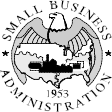 SMALL BUSINESS
1953
ADMINISTRATION